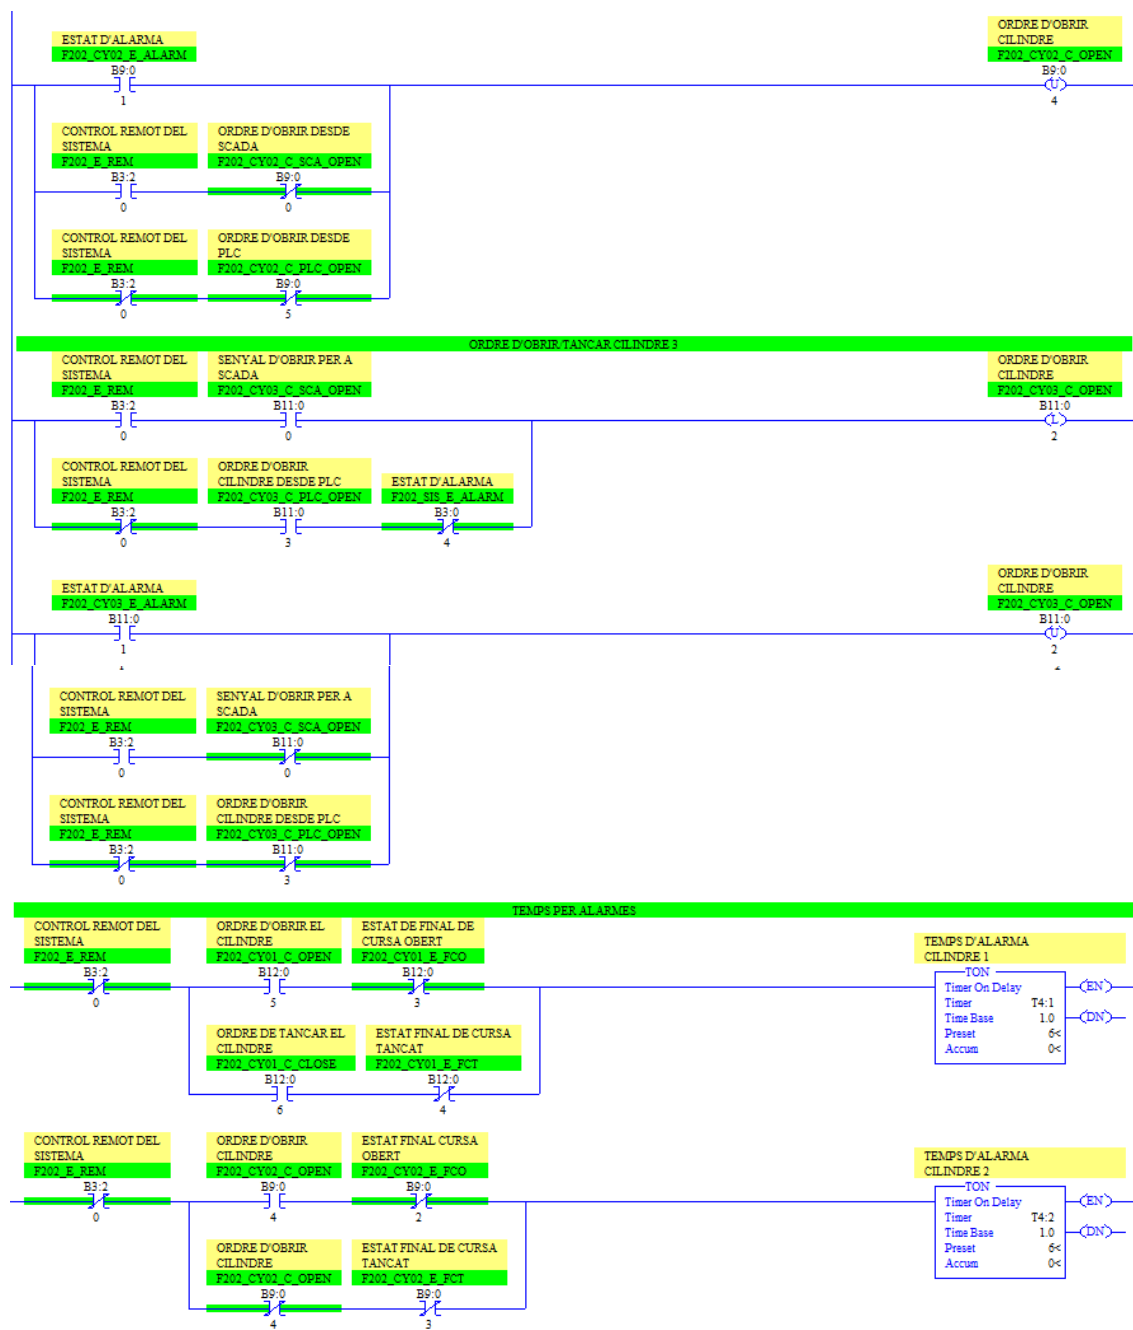 ORDRE D'OBRIR
CILINDRE
F202_CY02_C_OPEN
B9:0
U
4
ESTAT D'ALARMA
F202_CY02_E_ALARM
B9:0
1
CONTROL REMOT DEL
SISTEMA
F202_E_REM
B3:2
0
ORDRE D'OBRIR DESDE
SCADA
F202_CY02_C_SCA_OPEN
B9:0
0
CONTROL REMOT DEL
SISTEMA
F202_E_REM
B3:2
0
ORDRE D'OBRIR DESDE
PLC
F202_CY02_C_PLC_OPEN
B9:0
5
ORDRE D'OBRIR/TANCAR CILINDRE 3
CONTROL REMOT DEL
SISTEMA
F202_E_REM
B3:2
0
SENYAL D'OBRIR PER A
SCADA
F202_CY03_C_SCA_OPEN
B11:0
0
ORDRE D'OBRIR
CILINDRE
F202_CY03_C_OPEN
B11:0
L
2
CONTROL REMOT DEL
SISTEMA
F202_E_REM
B3:2
0
ORDRE D'OBRIR
CILINDRE DESDE PLC
F202_CY03_C_PLC_OPEN
B11:0
3
ESTAT D'ALARMA
F202_SIS_E_ALARM
B3:0
4
ESTAT D'ALARMA
F202_CY03_E_ALARM
B11:0
1
ORDRE D'OBRIR
CILINDRE
F202_CY03_C_OPEN
B11:0
U
2
CONTROL REMOT DEL
SISTEMA
F202_E_REM
B3:2
0
SENYAL D'OBRIR PER A
SCADA
F202_CY03_C_SCA_OPEN
B11:0
0
CONTROL REMOT DEL
SISTEMA
F202_E_REM
B3:2
0
ORDRE D'OBRIR
CILINDRE DESDE PLC
F202_CY03_C_PLC_OPEN
B11:0
3
TEMPS PER ALARMES
CONTROL REMOT DEL
SISTEMA
F202_E_REM
B3:2
0
ORDRE D'OBRIR EL
CILINDRE
F202_CY01_C_OPEN
B12:0
5
ESTAT DE FINAL DE
CURSA OBERT
F202_CY01_E_FCO
B12:0
3
TEMPS D'ALARMA
CILINDRE 1
TON
Timer On Delay
Timer T4:1
Time Base 1.0
Preset 6<
Accum 0<
EN
DN
ORDRE DE TANCAR EL
CILINDRE
F202_CY01_C_CLOSE
B12:0
6
ESTAT FINAL DE CURSA
TANCAT
F202_CY01_E_FCT
B12:0
4
CONTROL REMOT DEL
SISTEMA
F202_E_REM
B3:2
0
ORDRE D'OBRIR
CILINDRE
F202_CY02_C_OPEN
B9:0
4
ESTAT FINAL CURSA
OBERT
F202_CY02_E_FCO
B9:0
2
TEMPS D'ALARMA
CILINDRE 2
TON
Timer On Delay
Timer T4:2
Time Base 1.0
Preset 6<
Accum 0<
EN
DN
ORDRE D'OBRIR
CILINDRE
F202_CY02_C_OPEN
B9:0
4
ESTAT FINAL DE CURSA
TANCAT
F202_CY02_E_FCT
B9:0
3